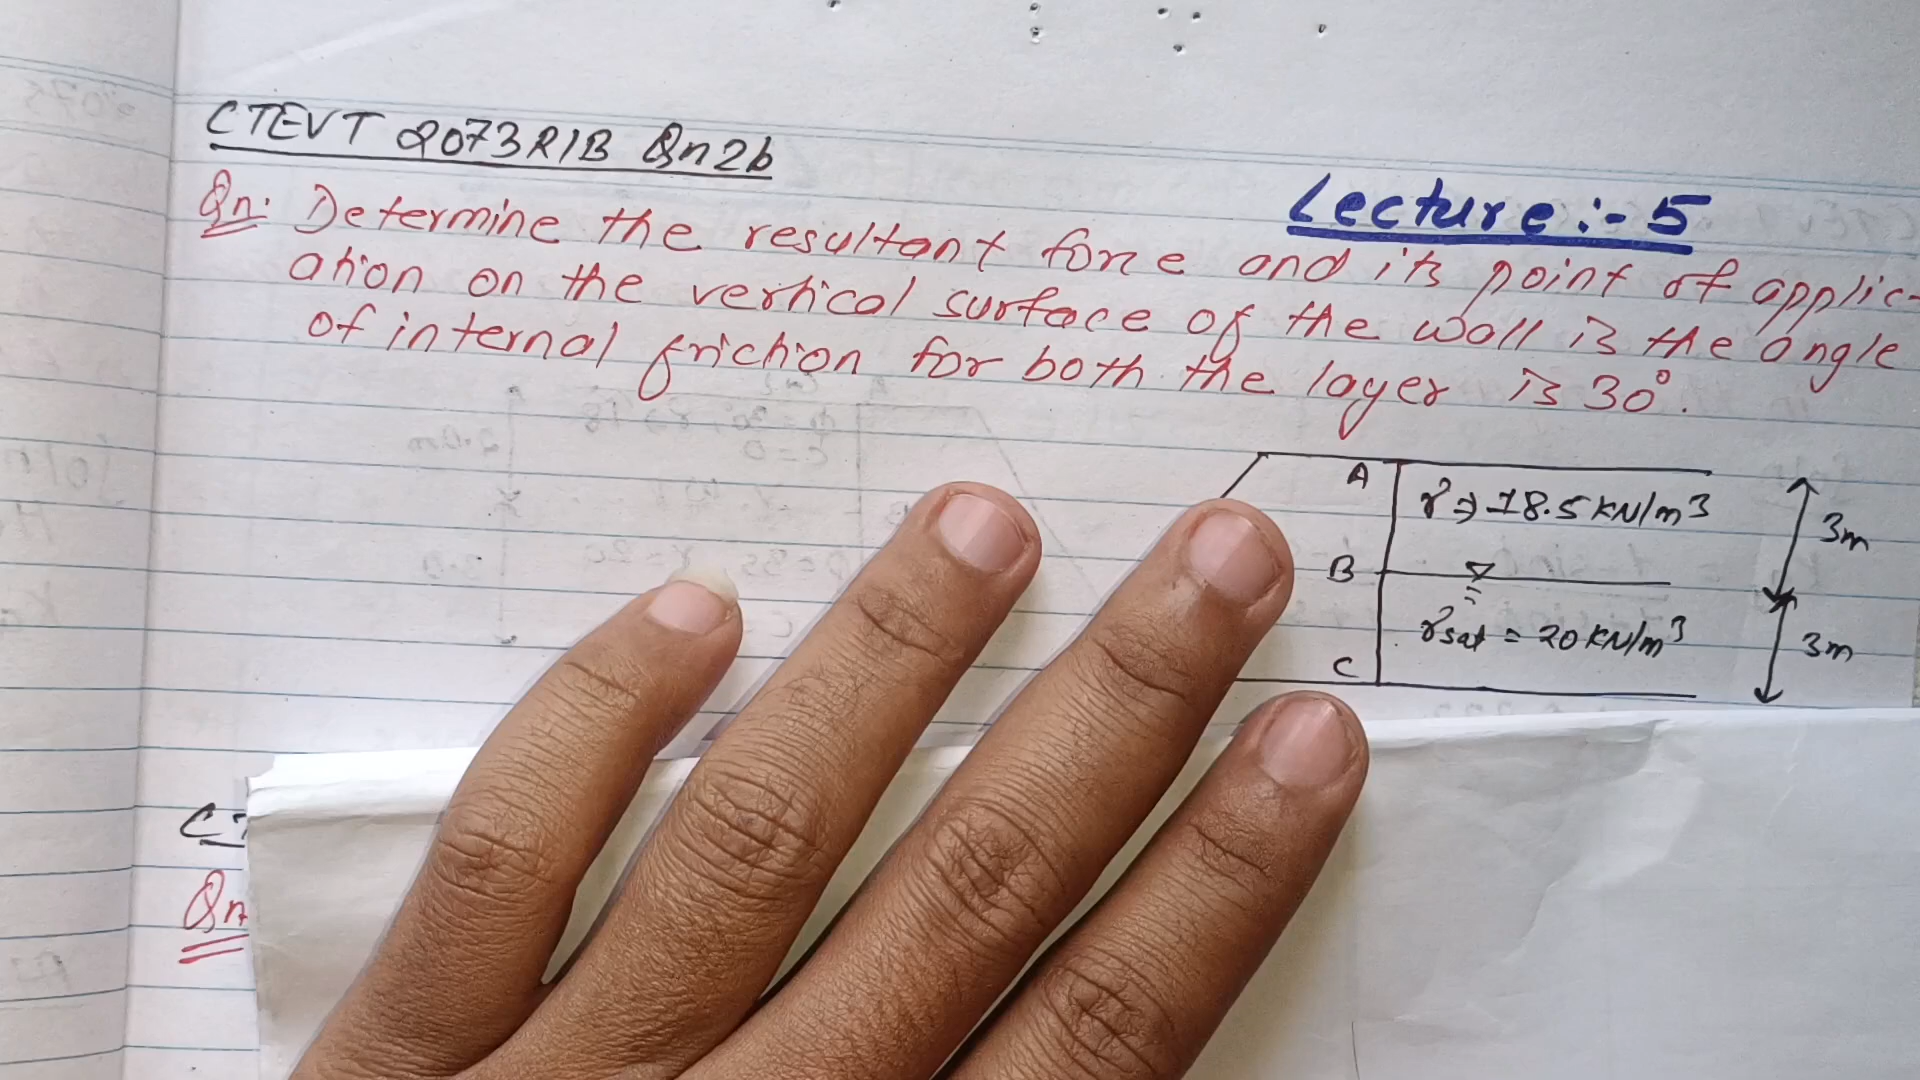 CTEVT 2073 R/B Qn 2b
Lecture:- 5
Qn. Determine the resultant force and its point of applic-
ation on the vertical surface of the wall is the angle
of internal friction for both the layer is 30°.
A
γ => 18.5 KN/m3
3m
B
γsat = 20 KN/m3
3m
C
Qn